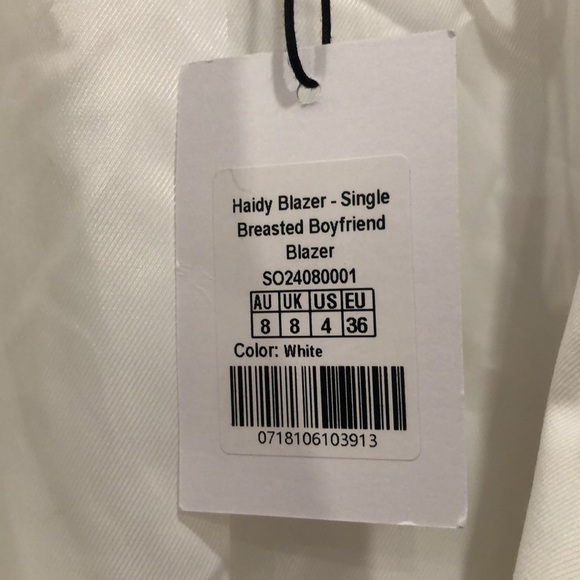 Haidy Blazer - Single
Breasted Boyfriend
Blazer
SO24080001
AU UK US EU
8 8 4 36
Color: White
0718106103913